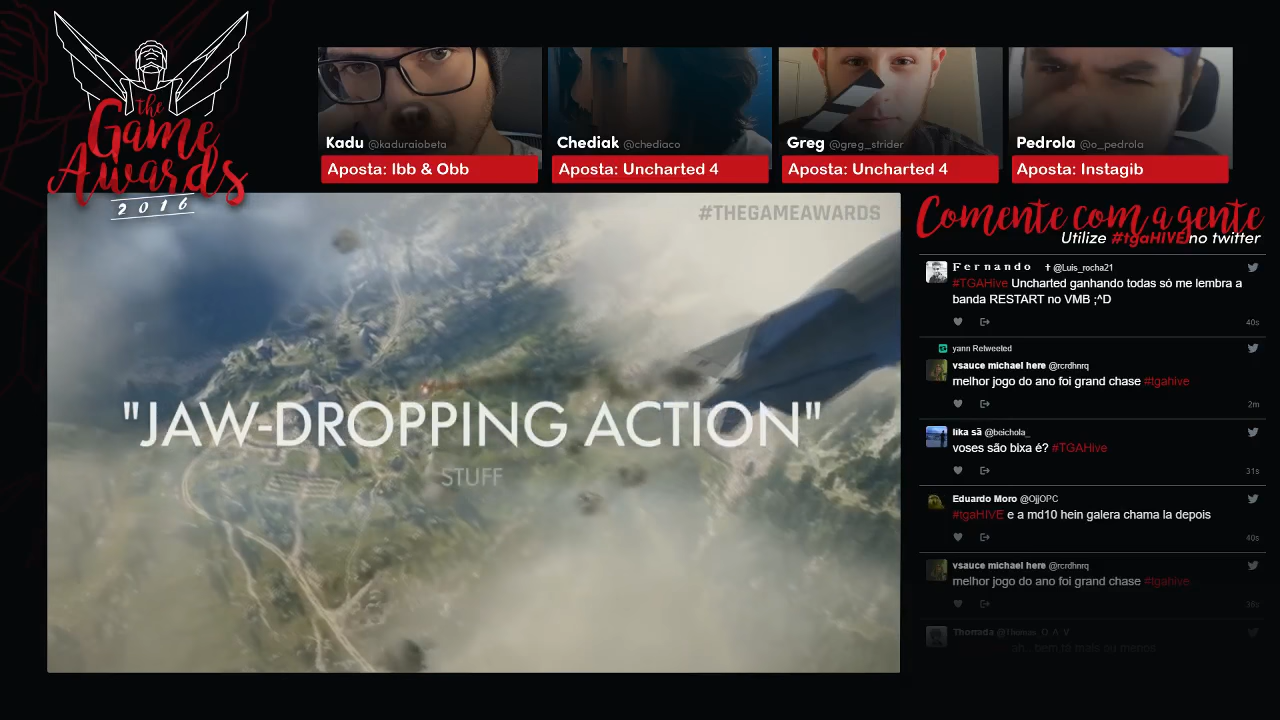 the
Game
Awards
2016
Kadu @kaduraiobeta
Aposta: Ibb & Obb
Chediak @chediaco
Aposta: Uncharted 4
Greg @greg_strider
Aposta: Uncharted 4
Pedrola @o_pedrola
Aposta: Instagib
#THEGAMEAWARDS
"JAW-DROPPING ACTION"
STUFF
Comente com a gente
Utilize #tgaHIVE no twitter
Fernando ✝ @Luis_rocha21
#TGAHive Uncharted ganhando todas só me lembra a
banda RESTART no VMB ;^D
40s
yann Retweeted
vsauce michael here @rcrdhnrq
melhor jogo do ano foi grand chase #tgahive
2m
lika sã @beichola_
voses são bixa é? #TGAHive
31s
Eduardo Moro @OjjOPC
#tgaHIVE e a md10 hein galera chama la depois
40s
vsauce michael here @rcrdhnrq
melhor jogo do ano foi grand chase #tgahive
38s